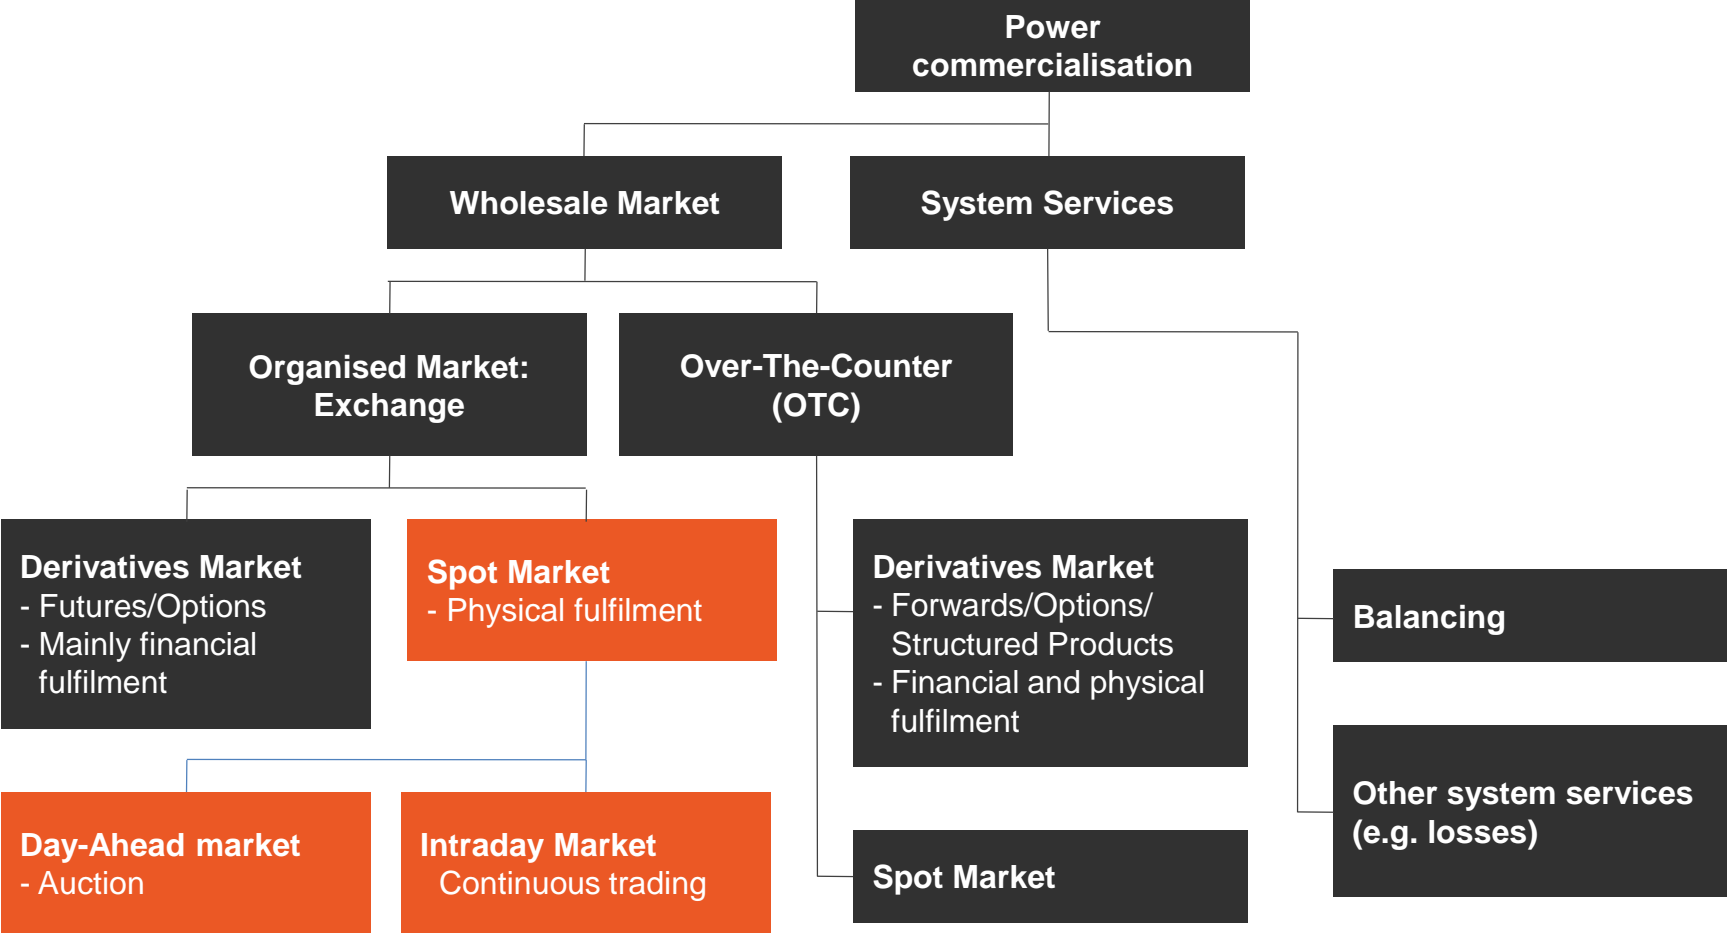 Power
commercialisation
Wholesale Market
System Services
Organised Market:
Exchange
Over-The-Counter
(OTC)
Derivatives Market
- Futures/Options
- Mainly financial
fulfilment
Spot Market
- Physical fulfilment
Derivatives Market
- Forwards/Options/
Structured Products
- Financial and physical
fulfilment
Balancing
Other system services
(e.g. losses)
Day-Ahead market
- Auction
Intraday Market
Continuous trading
Spot Market